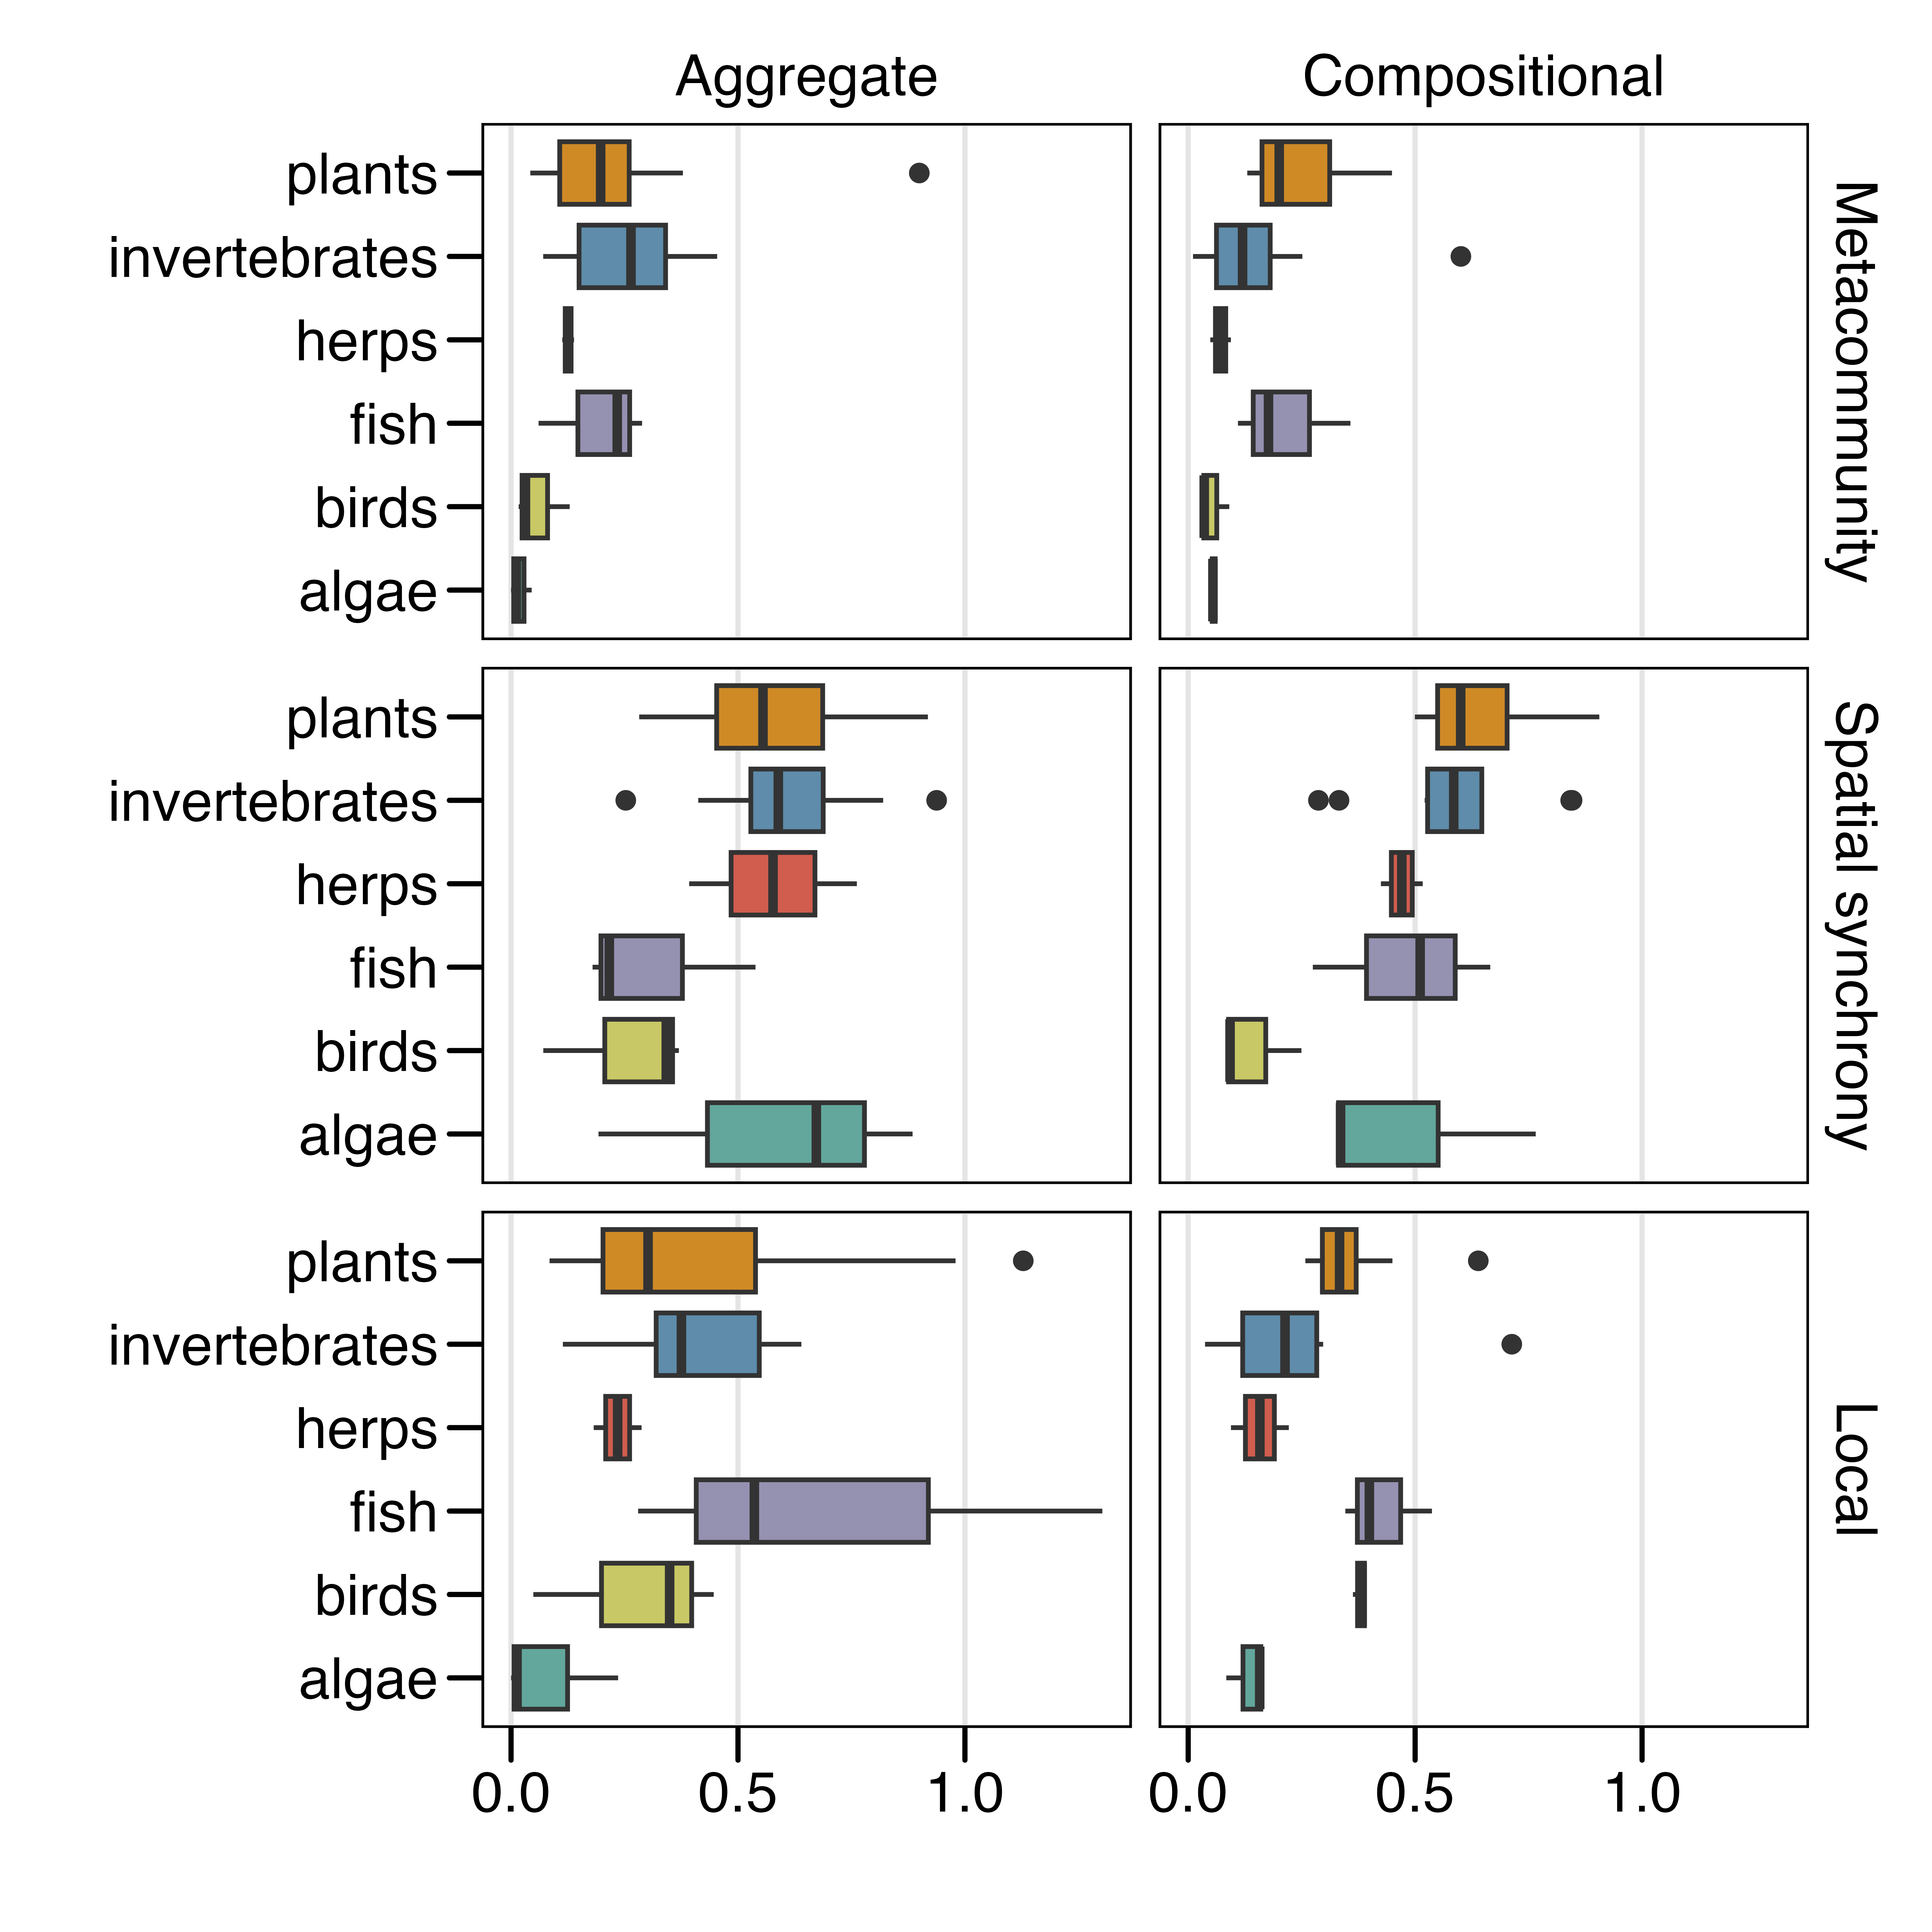 Aggregate Compositional
plants
invertebrates
herps
fish
birds
algae
Metacommunity
plants
invertebrates
herps
fish
birds
algae
Spatial synchrony
plants
invertebrates
herps
fish
birds
algae
Local
0.0 0.5 1.0 0.0 0.5 1.0